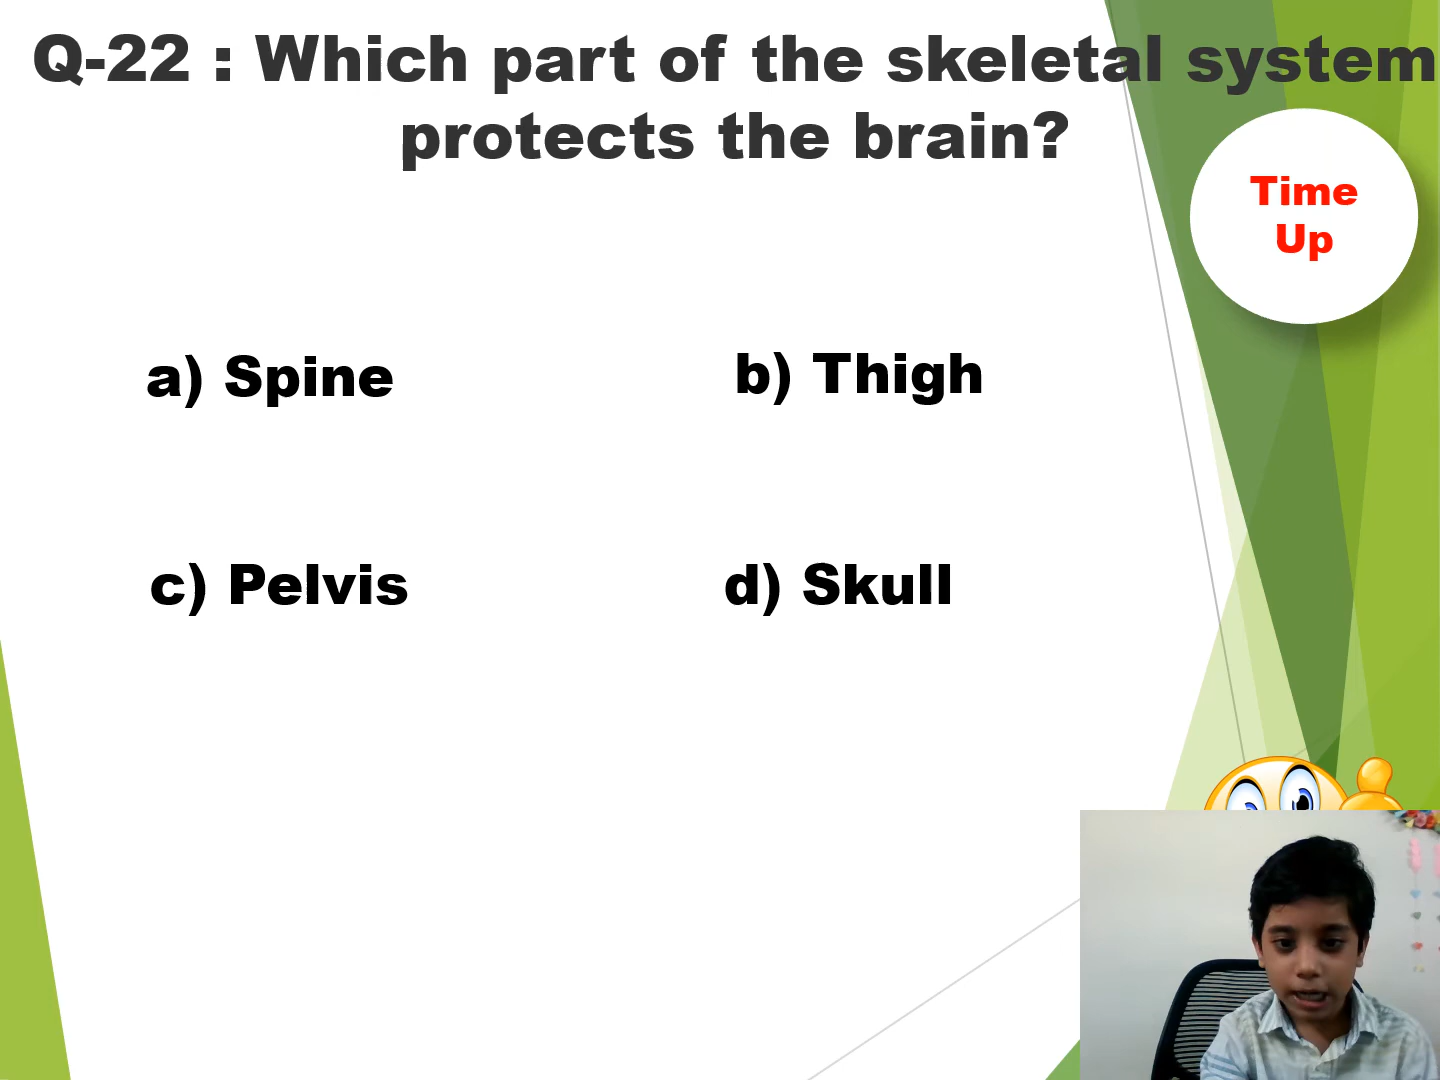 Q-22 : Which part of the skeletal system
protects the brain?
Time
Up
a) Spine
b) Thigh
c) Pelvis
d) Skull